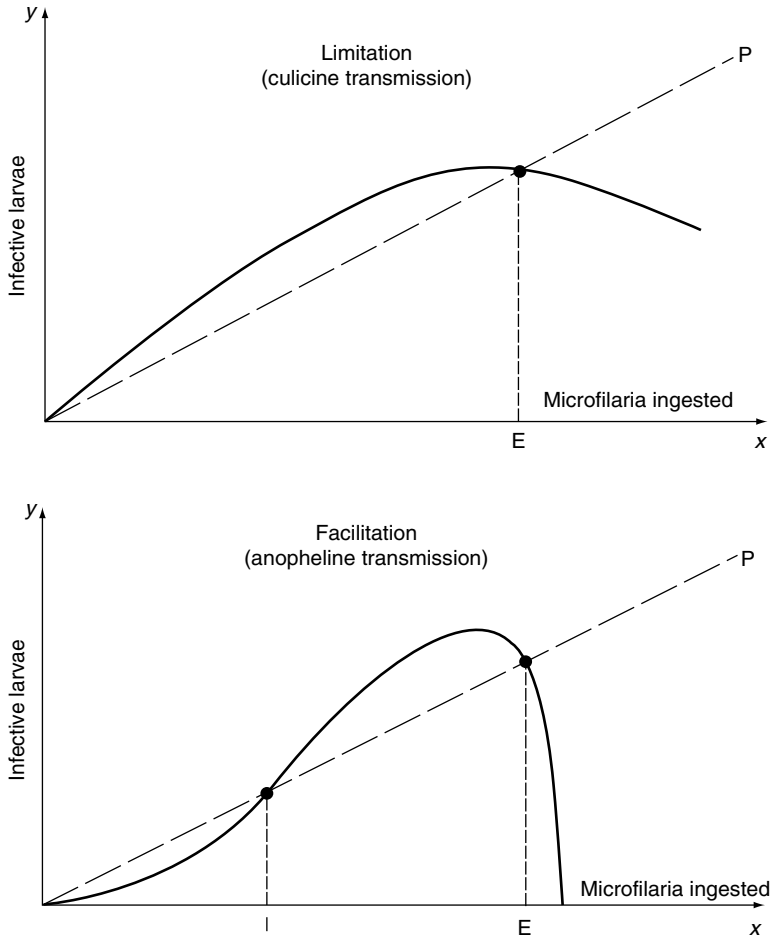 y
Limitation
(culicine transmission)
P
Infective larvae
Microfilaria ingested
E
x
y
Facilitation
(anopheline transmission)
P
Infective larvae
Microfilaria ingested
I
E
x